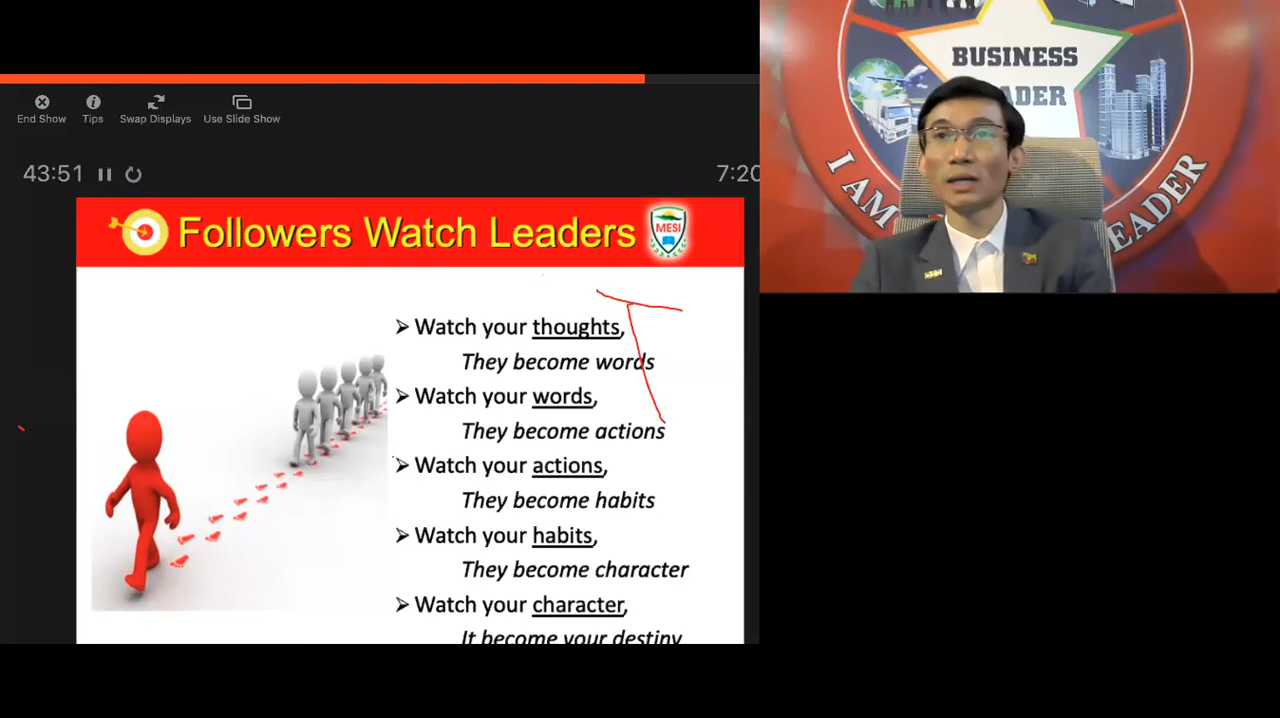 End Show
Tips
Swap Displays
Use Slide Show
43:51
7:20
Followers Watch Leaders
MESI
Watch your thoughts,
They become words
Watch your words,
They become actions
Watch your actions,
They become habits
Watch your habits,
They become character
Watch your character,
It become your destiny
BUSINESS
ADER
I AM
LEADER